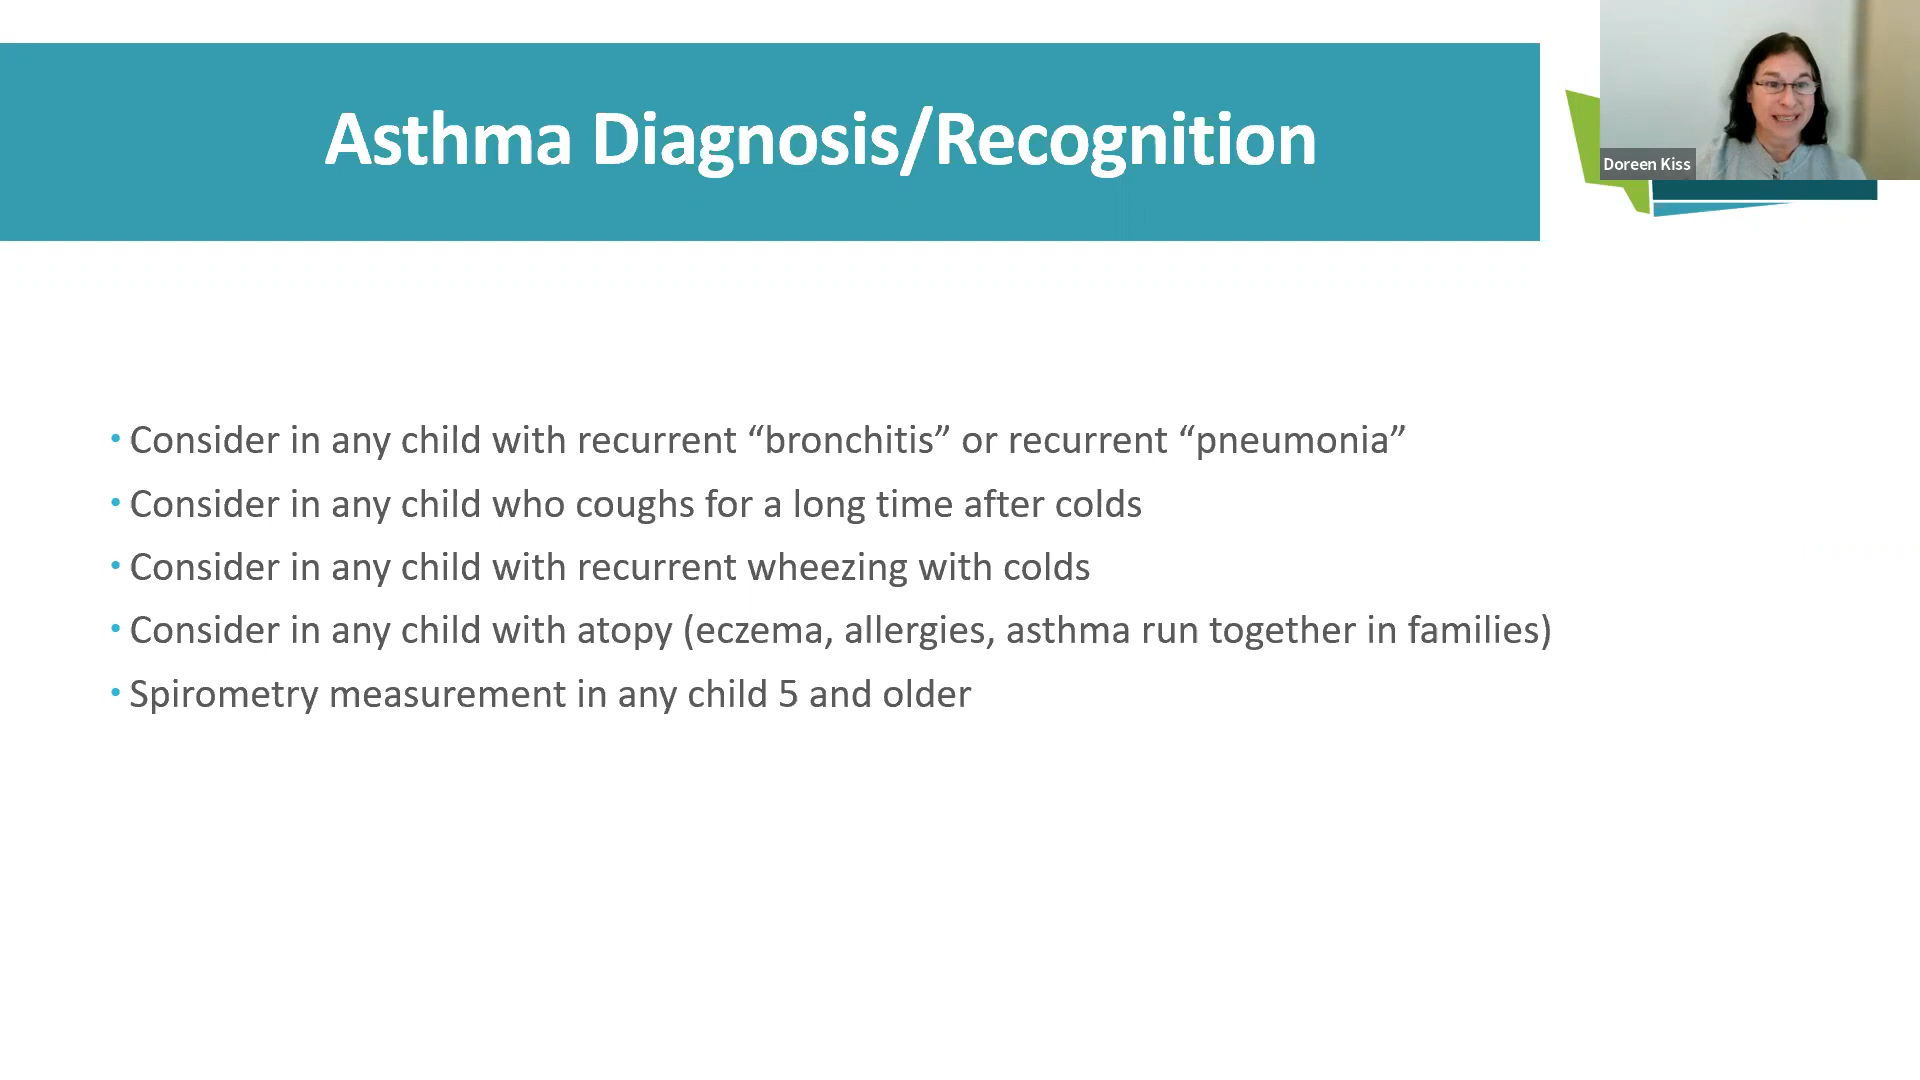 Asthma Diagnosis/Recognition
Doreen Kiss
• Consider in any child with recurrent “bronchitis” or recurrent “pneumonia”
• Consider in any child who coughs for a long time after colds
• Consider in any child with recurrent wheezing with colds
• Consider in any child with atopy (eczema, allergies, asthma run together in families)
• Spirometry measurement in any child 5 and older